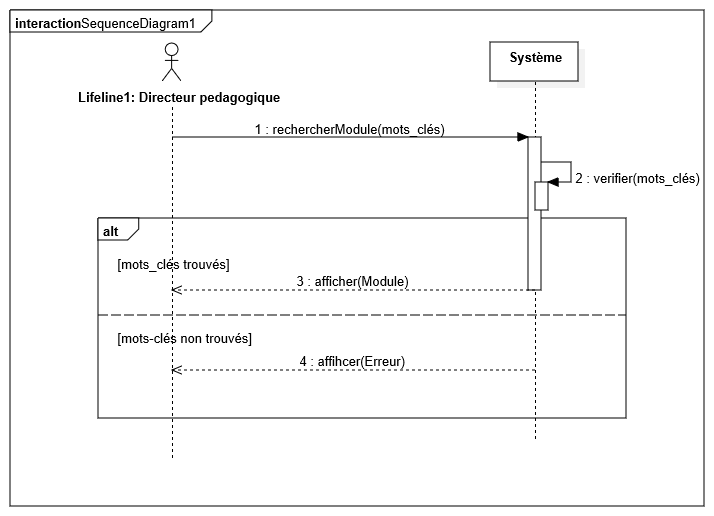 interactionSequenceDiagram1
Système
Lifeline1: Directeur pedagogique
1 : rechercherModule(mots_clés)
2 : verifier(mots_clés)
alt
[mots_clés trouvés]
3 : afficher(Module)
[mots-clés non trouvés]
4 : affihcer(Erreur)